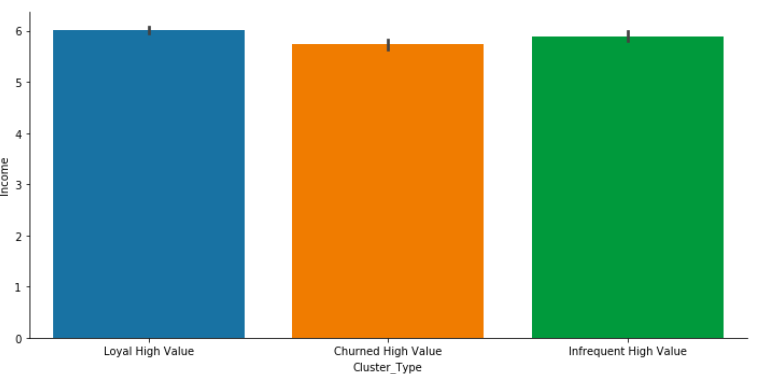 6
5
4
3
2
1
0
Income
Loyal High Value
Churned High Value
Infrequent High Value
Cluster_Type